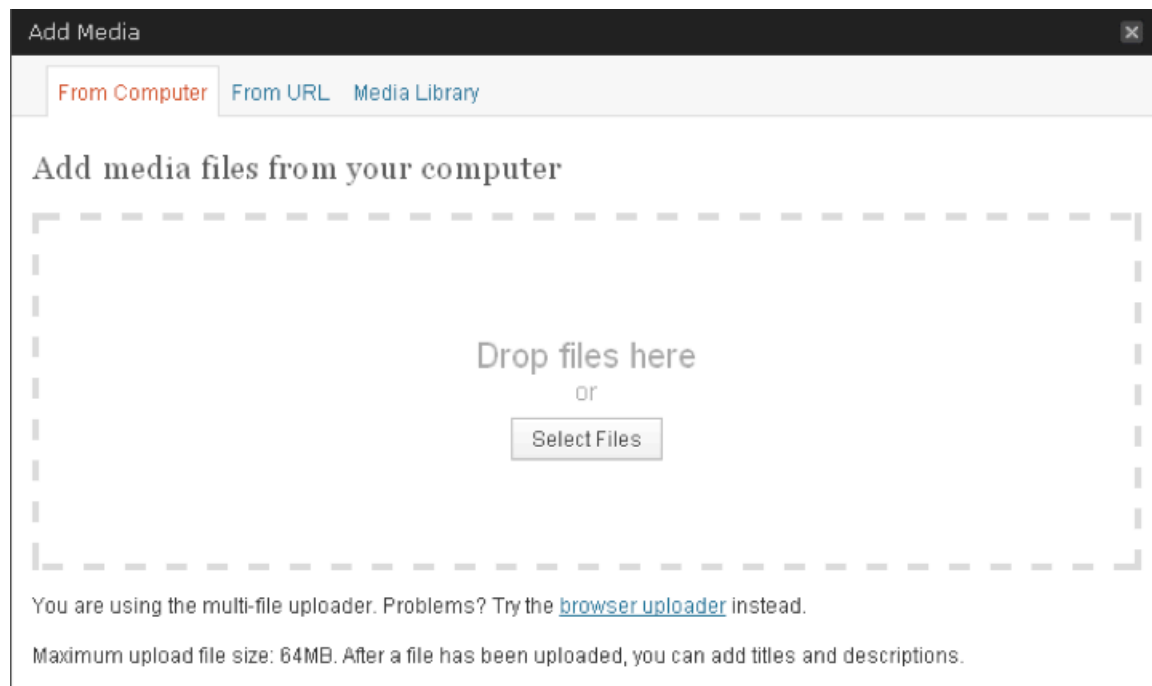 Add Media
From Computer From URL Media Library
Add media files from your computer
Drop files here
or
Select Files
You are using the multi-file uploader. Problems? Try the browser uploader instead.
Maximum upload file size: 64MB. After a file has been uploaded, you can add titles and descriptions.